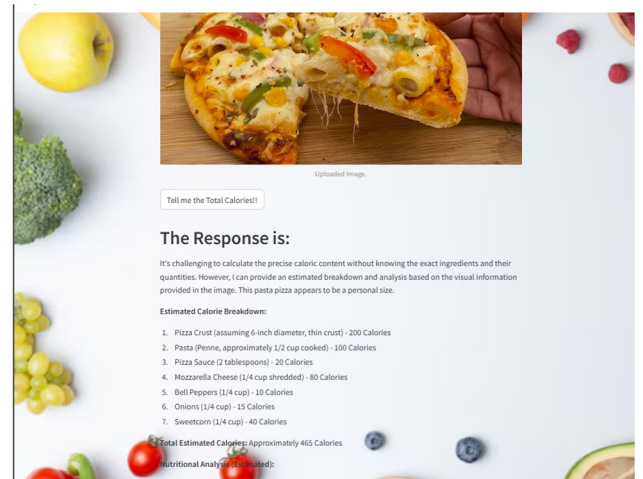 Uploaded Image.
Tell me the Total Calories!!
The Response is:
It's challenging to calculate the precise caloric content without knowing the exact ingredients and their
quantities. However, I can provide an estimated breakdown and analysis based on the visual information
provided in the image. This pasta pizza appears to be a personal size.
Estimated Calorie Breakdown:
1. Pizza Crust (assuming 6-inch diameter, thin crust) - 200 Calories
2. Pasta (Penne, approximately 1/2 cup cooked) - 100 Calories
3. Pizza Sauce (2 tablespoons) - 20 Calories
4. Mozzarella Cheese (1/4 cup shredded) - 80 Calories
5. Bell Peppers (1/4 cup) - 10 Calories
6. Onions (1/4 cup) - 15 Calories
7. Sweetcorn (1/4 cup) - 40 Calories
Total Estimated Calories: Approximately 465 Calories
Nutritional Analysis (Estimated):